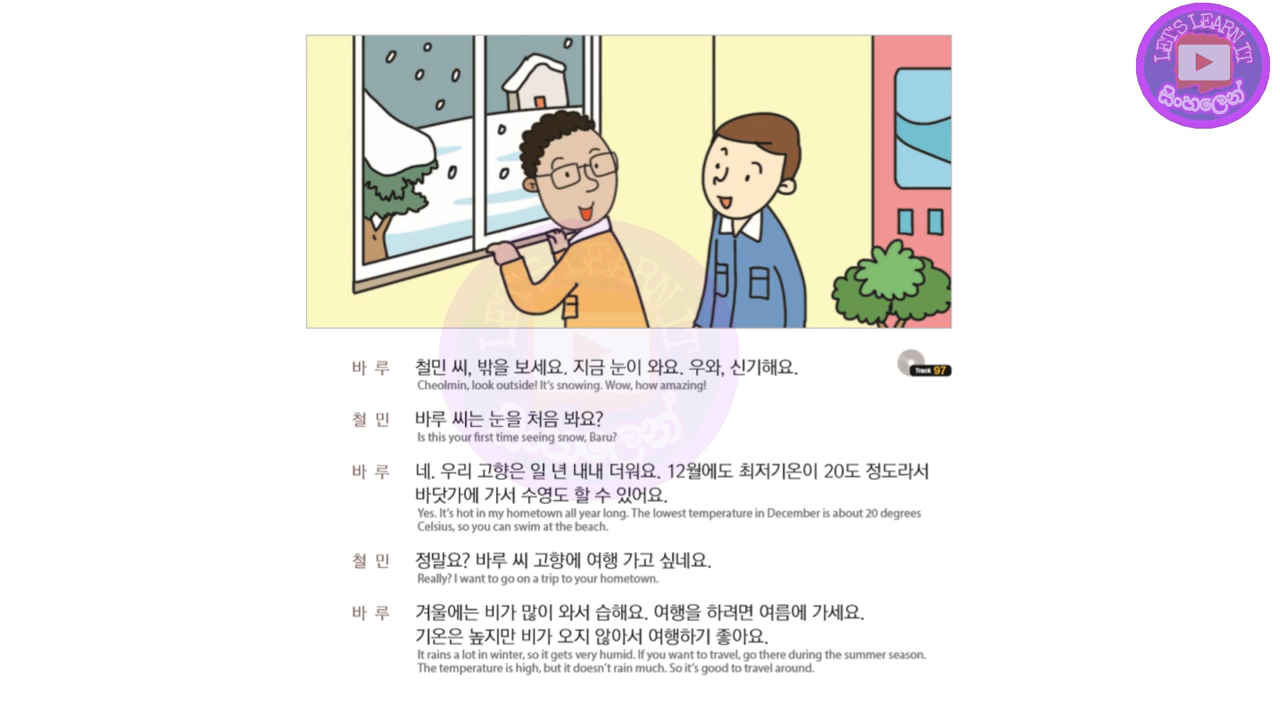 LET'S LEARN IT
සිංහලෙන්
바 루 철민 씨, 밖을 보세요. 지금 눈이 와요. 우와, 신기해요.
Track 97
Cheolmin, look outside! It's snowing. Wow, how amazing!
철 민 바루 씨는 눈을 처음 봐요?
Is this your first time seeing snow, Baru?
바 루 네. 우리 고향은 일 년 내내 더워요. 12월에도 최저기온이 20도 정도라서
바닷가에 가서 수영도 할 수 있어요.
Yes. It's hot in my hometown all year long. The lowest temperature in December is about 20 degrees
Celsius, so you can swim at the beach.
철 민 정말요? 바루 씨 고향에 여행 가고 싶네요.
Really? I want to go on a trip to your hometown.
바 루 겨울에는 비가 많이 와서 습해요. 여행을 하려면 여름에 가세요.
기온은 높지만 비가 오지 않아서 여행하기 좋아요.
It rains a lot in winter, so it gets very humid. If you want to travel, go there during the summer season.
The temperature is high, but it doesn't rain much. So it's good to travel around.
LET'S LEARN IT
සිංහලෙන්